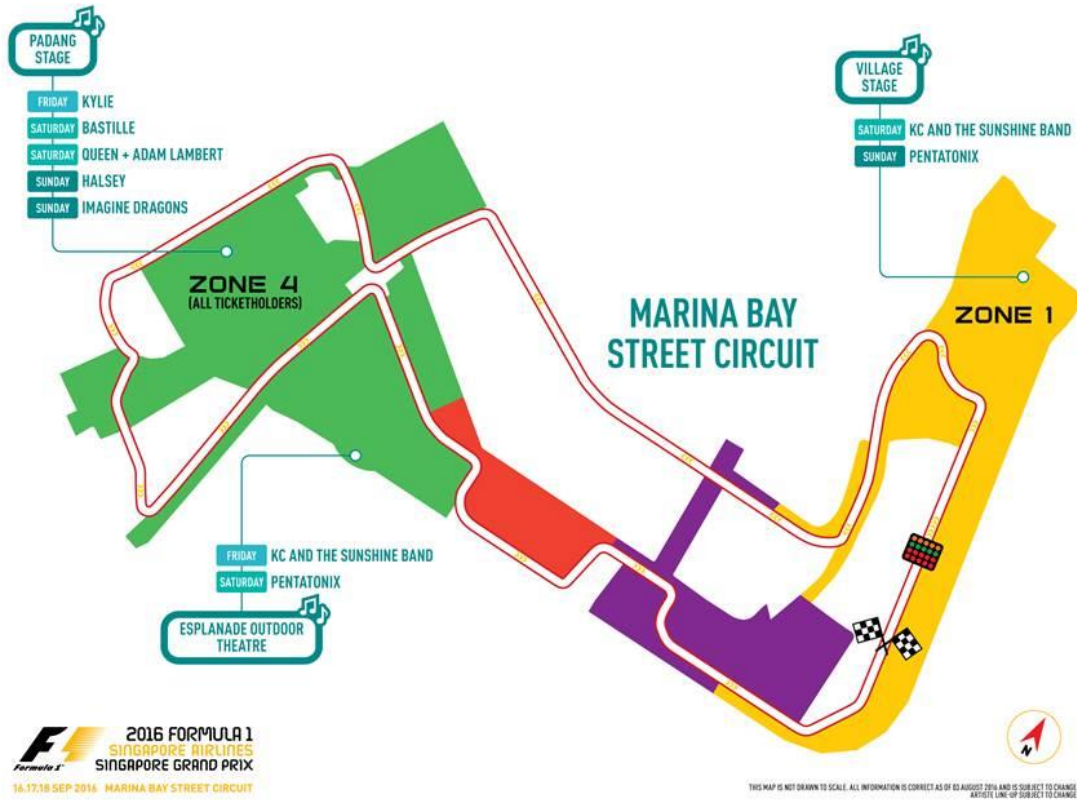 PADANG
STAGE
FRIDAY KYLIE
SATURDAY BASTILLE
SATURDAY QUEEN + ADAM LAMBERT
SUNDAY HALSEY
SUNDAY IMAGINE DRAGONS
VILLAGE
STAGE
SATURDAY KC AND THE SUNSHINE BAND
SUNDAY PENTATONIX
ZONE 4
(ALL TICKETHOLDERS)
MARINA BAY
STREET CIRCUIT
ZONE 1
FRIDAY KC AND THE SUNSHINE BAND
SATURDAY PENTATONIX
ESPLANADE OUTDOOR
THEATRE
F1
Formula 1
2016 FORMULA 1
SINGAPORE AIRLINES
SINGAPORE GRAND PRIX
16.17.18 SEP 2016 MARINA BAY STREET CIRCUIT
N
THIS MAP IS NOT DRAWN TO SCALE. ALL INFORMATION IS CORRECT AS OF 03 AUGUST 2016 AND IS SUBJECT TO CHANGE
ARTISTE LINE-UP SUBJECT TO CHANGE